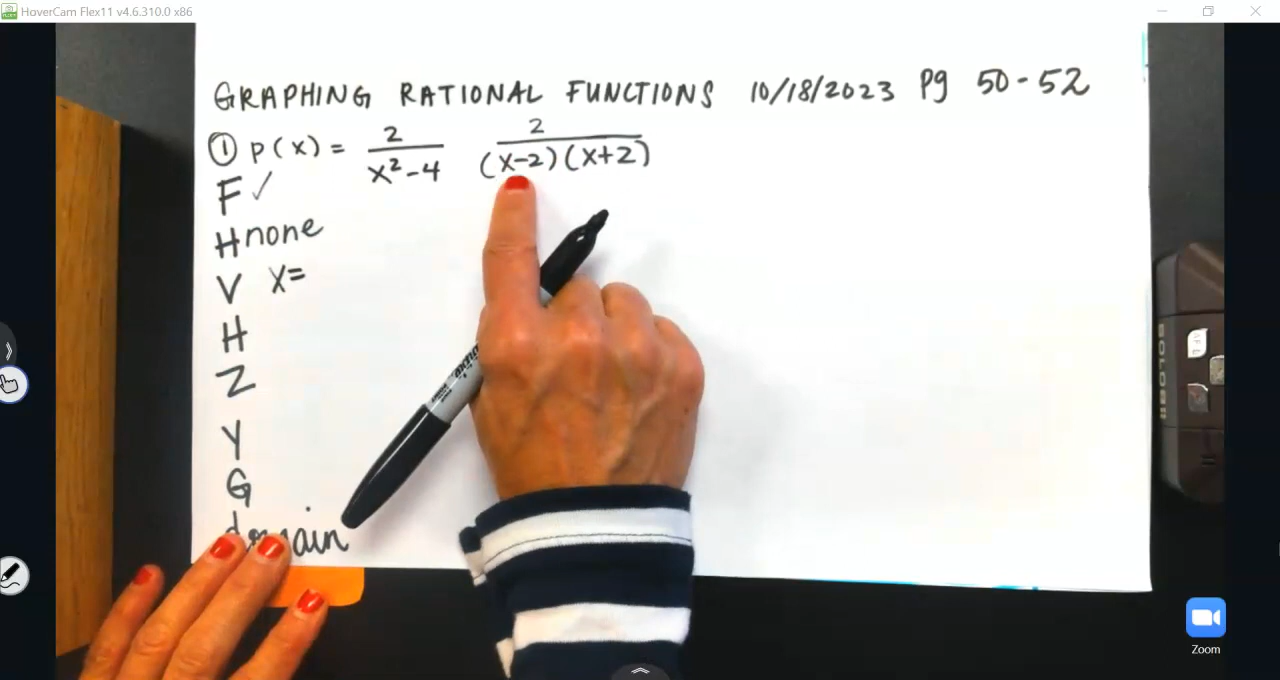 HoverCam Flex11 v4.6.310.0 x86
GRAPHING RATIONAL FUNCTIONS 10/18/2023 Pg 50-52
① p(x) = 2/(x²-4) 2/((x-2)(x+2))
F ✓
H none
V x=
H
Z
Y
G
domain
Zoom